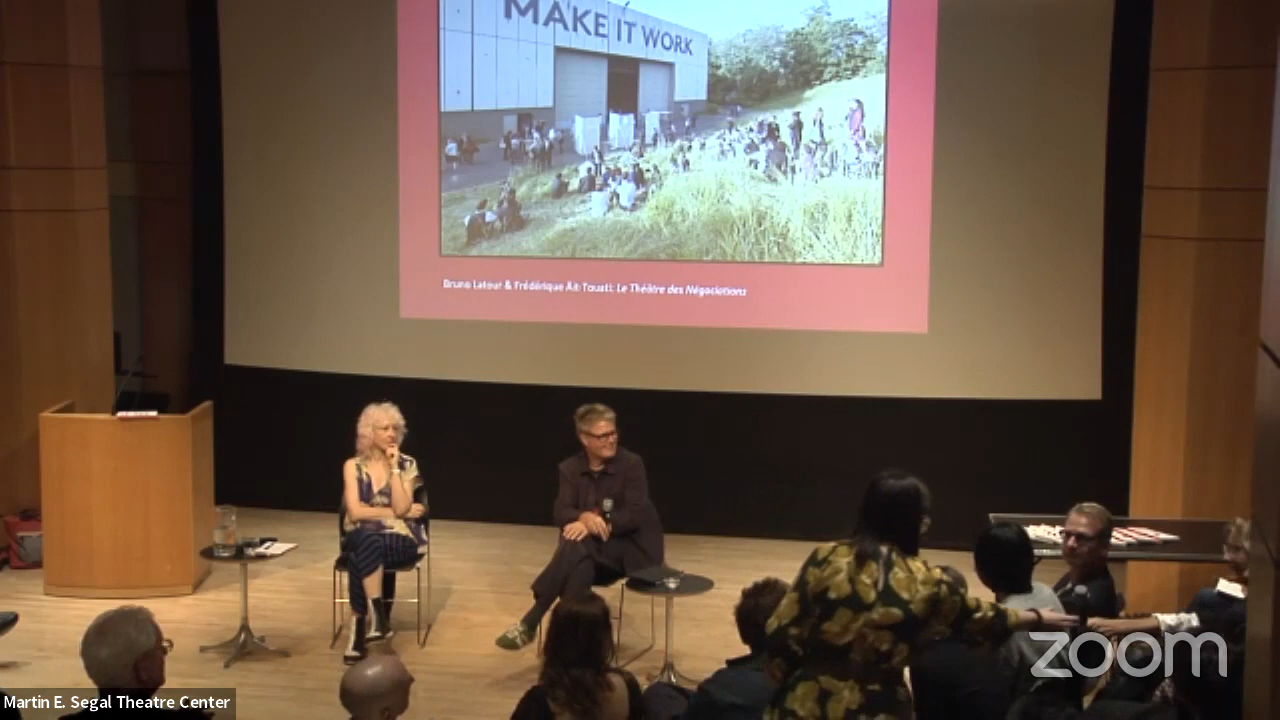 MAKE IT WORK
Bruno Latour & Frédérique Aït-Touati: Le Théâtre des Négociations
zoom
Martin E. Segal Theatre Center